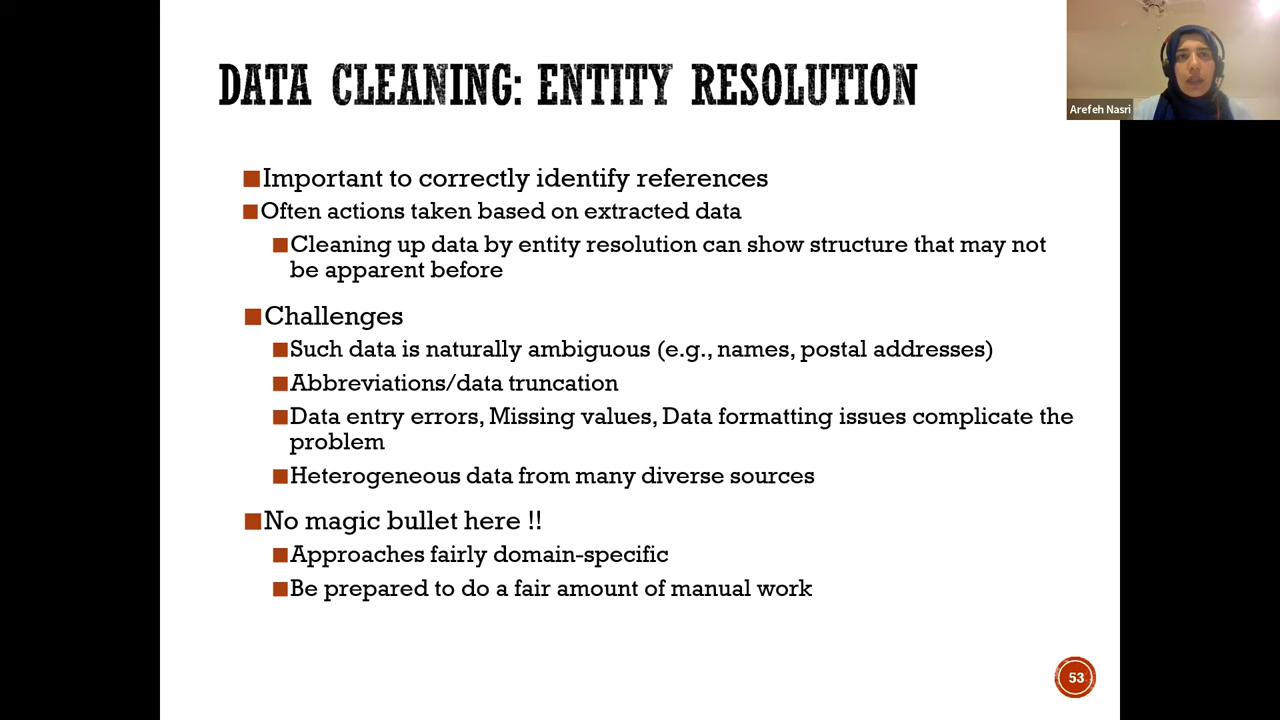 DATA CLEANING: ENTITY RESOLUTION
Arefeh Nasri
Important to correctly identify references
Often actions taken based on extracted data
Cleaning up data by entity resolution can show structure that may not
be apparent before
Challenges
Such data is naturally ambiguous (e.g., names, postal addresses)
Abbreviations/data truncation
Data entry errors, Missing values, Data formatting issues complicate the
problem
Heterogeneous data from many diverse sources
No magic bullet here !!
Approaches fairly domain-specific
Be prepared to do a fair amount of manual work
53